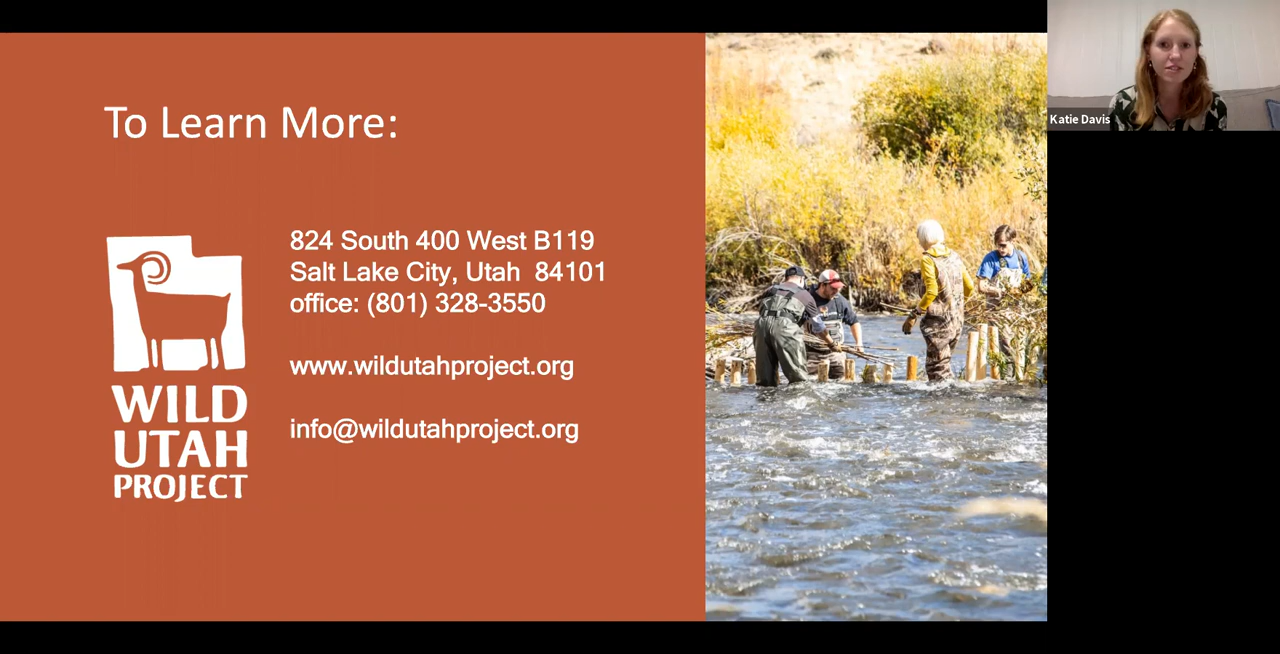 To Learn More:
824 South 400 West B119
Salt Lake City, Utah 84101
office: (801) 328-3550
www.wildutahproject.org
info@wildutahproject.org
WILD
UTAH
PROJECT
Katie Davis